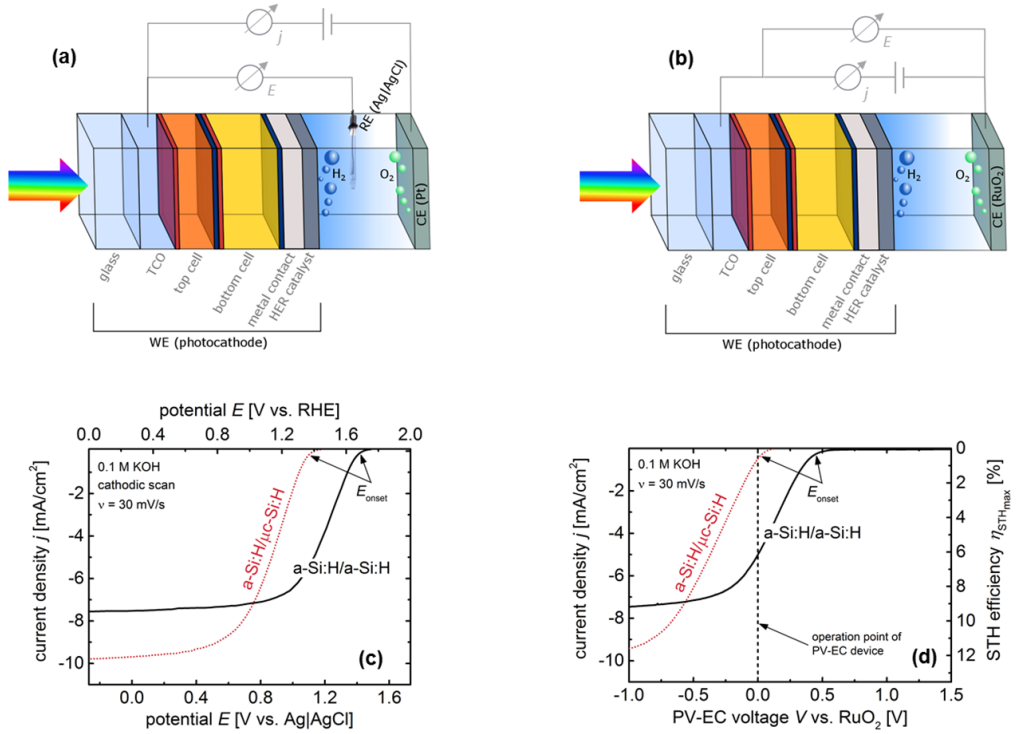 (a)
j
E
RE (Ag|AgCl)
H₂
O₂
CE (Pt)
glass
TCO
top cell
bottom cell
metal contact
HER catalyst
WE (photocathode)
(b)
E
j
H₂
O₂
CE (RuO₂)
glass
TCO
top cell
bottom cell
metal contact
HER catalyst
WE (photocathode)
potential E [V vs. RHE]
0.0 0.4 0.8 1.2 1.6 2.0
0.1 M KOH
cathodic scan
ν = 30 mV/s
E onset
a-Si:H/µc-Si:H
a-Si:H/a-Si:H
current density j [mA/cm²]
-2
-4
-6
-8
-10
(c)
0.0 0.4 0.8 1.2 1.6
potential E [V vs. Ag|AgCl]
0.1 M KOH
ν = 30 mV/s
E onset
a-Si:H/µc-Si:H
a-Si:H/a-Si:H
operation point of
PV-EC device
(d)
current density j [mA/cm²]
-2
-4
-6
-8
-10
0
2
4
6
8
10
12
STH efficiency η STH max [%]
-1.0 -0.5 0.0 0.5 1.0 1.5
PV-EC voltage V vs. RuO₂ [V]